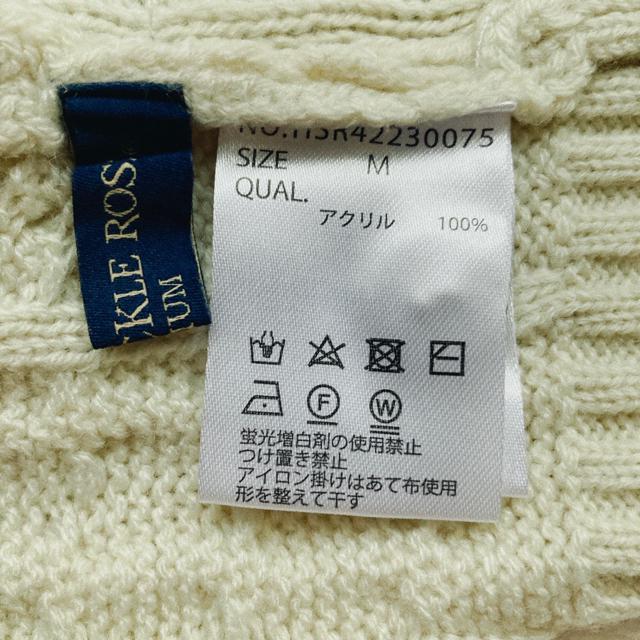 KLE ROS
UM
NO.HSR42230075
SIZE M
QUAL.
アクリル 100%
F W
蛍光増白剤の使用禁止
つけ置き禁止
アイロン掛けはあて布使用
形を整えて干す